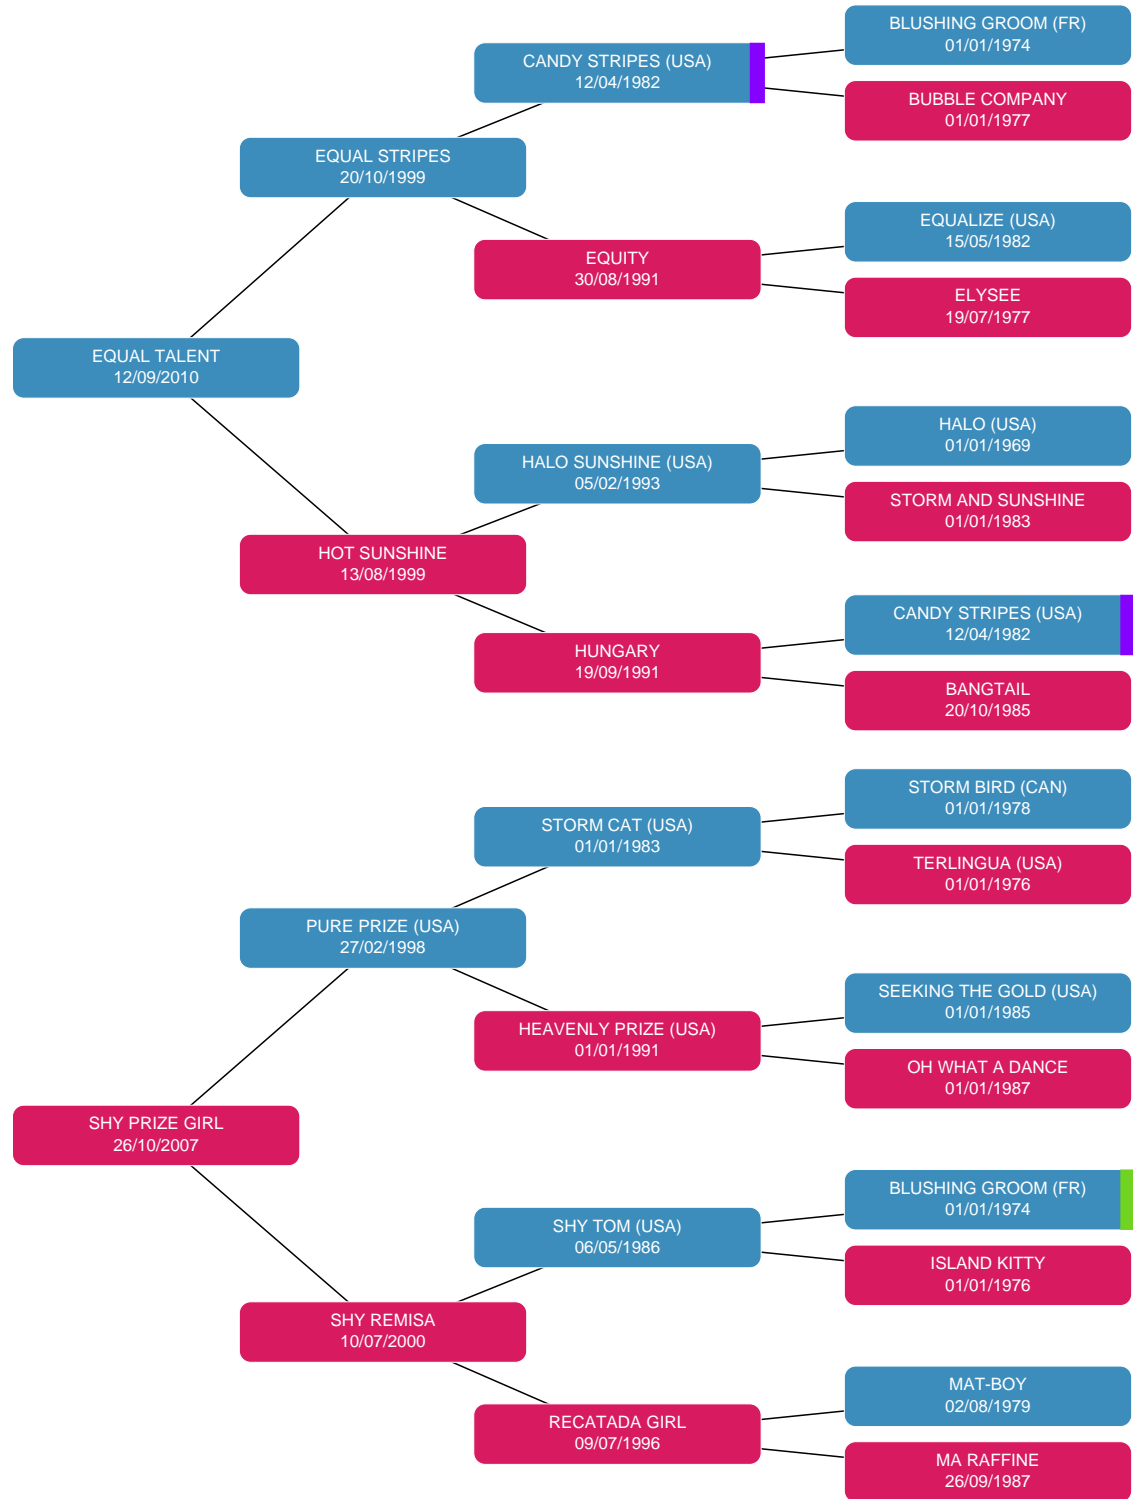 BLUSHING GROOM (FR)
01/01/1974
CANDY STRIPES (USA)
12/04/1982
BUBBLE COMPANY
01/01/1977
EQUAL STRIPES
20/10/1999
EQUALIZE (USA)
15/05/1982
EQUITY
30/08/1991
ELYSEE
19/07/1977
EQUAL TALENT
12/09/2010
HALO (USA)
01/01/1969
HALO SUNSHINE (USA)
05/02/1993
STORM AND SUNSHINE
01/01/1983
HOT SUNSHINE
13/08/1999
CANDY STRIPES (USA)
12/04/1982
HUNGARY
19/09/1991
BANGTAIL
20/10/1985
STORM BIRD (CAN)
01/01/1978
STORM CAT (USA)
01/01/1983
TERLINGUA (USA)
01/01/1976
PURE PRIZE (USA)
27/02/1998
SEEKING THE GOLD (USA)
01/01/1985
HEAVENLY PRIZE (USA)
01/01/1991
OH WHAT A DANCE
01/01/1987
SHY PRIZE GIRL
26/10/2007
BLUSHING GROOM (FR)
01/01/1974
SHY TOM (USA)
06/05/1986
ISLAND KITTY
01/01/1976
SHY REMISA
10/07/2000
MAT-BOY
02/08/1979
RECATADA GIRL
09/07/1996
MA RAFFINE
26/09/1987